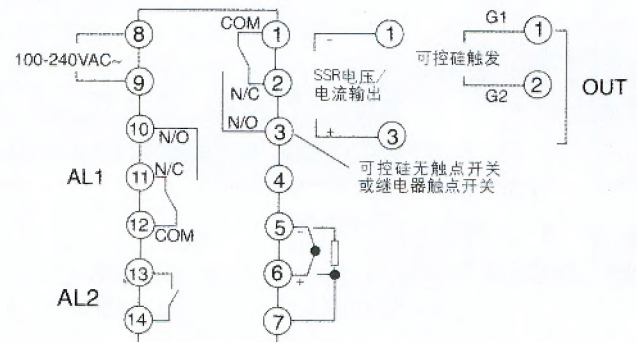 8 COM 1 - 1 G1 1
100-240VAC~ SSR电压/ 可控硅触发
9 2 电流输出 2 OUT
N/C G2
10 N/O N/O 3 + 3
AL1 11 N/C 可控硅无触点开关
4 或继电器触点开关
12 COM 5 -
13 6 +
AL2
14 7